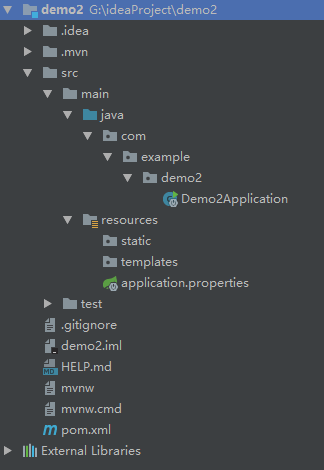 demo2 G:\ideaProject\demo2
.idea
.mvn
src
main
java
com
example
demo2
Demo2Application
resources
static
templates
application.properties
test
.gitignore
demo2.iml
HELP.md
mvnw
mvnw.cmd
pom.xml
External Libraries